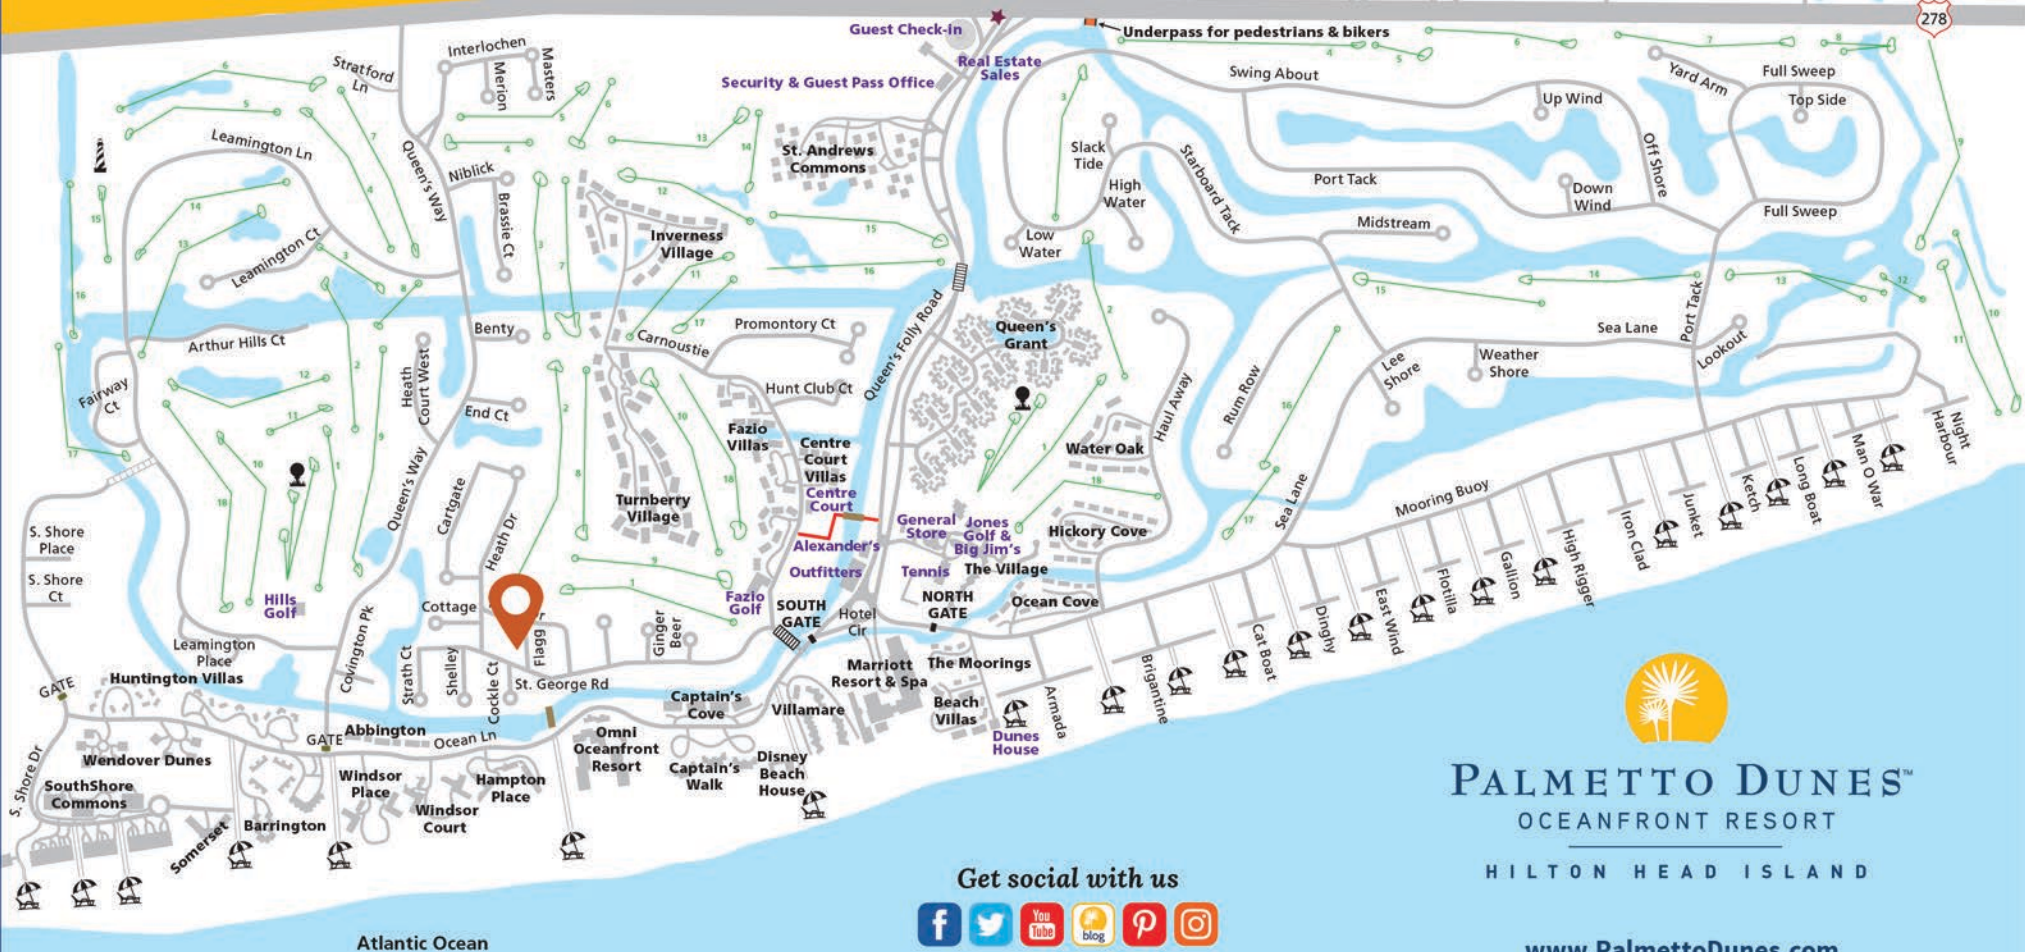 278
Guest Check-in
Underpass for pedestrians & bikers
Real Estate
Sales
Security & Guest Pass Office
Interlochen
Merion
Masters
Stratford
Ln
Leamington Ln
Queen's Way
Niblick
Brassie Ct
St. Andrews
Commons
Inverness
Village
Leamington Ct
Arthur Hills Ct
Fairway
Ct
Benty
Heath
Court West
End Ct
Queen's Way
Carnoustie
Promontory Ct
Hunt Club Ct
Queen's Folly Road
Swing About
Slack
Tide
High
Water
Low
Water
Starboard Tack
Port Tack
Up Wind
Down
Wind
Off Shore
Yard Arm
Full Sweep
Top Side
Full Sweep
Midstream
Port Tack
Sea Lane
Lookout
Weather
Shore
Lee
Shore
Rum Row
Haul Away
Queen's
Grant
Water Oak
Hickory Cove
Sea Lane
Mooring Buoy
Fazio
Villas
Centre
Court
Villas
Centre
Court
Alexander's
Outfitters
General
Store
Jones
Golf &
Big Jim's
Tennis
The Village
Turnberry
Village
Cartgate
Heath Dr
S. Shore
Place
S. Shore
Ct
Hills
Golf
Leamington
Place
Covington Pk
Cottage
Flagg
Strath Ct
Shelley
Cockle Ct
St. George Rd
Ginger
Beer
Fazio
Golf
SOUTH
GATE
Hotel
Cir
NORTH
GATE
Ocean Cove
Marriott
Resort & Spa
The Moorings
Beach
Villas
Dunes
House
Armada
Brigantine
Cat Boat
Dinghy
East Wind
Flotilla
Gallion
High Rigger
Iron Clad
Junket
Ketch
Long Boat
Man O War
Night
Harbour
GATE
Huntington Villas
GATE
Abbington
Ocean Ln
Captain's
Cove
Villamare
Omni
Oceanfront
Resort
Captain's
Walk
Disney
Beach
House
Wendover Dunes
S. Shore Dr
SouthShore
Commons
Somerset
Barrington
Windsor
Place
Windsor
Court
Hampton
Place
Atlantic Ocean
PALMETTO DUNES™
OCEANFRONT RESORT
HILTON HEAD ISLAND
Get social with us
You
Tube
blog
www.PalmettoDunes.com